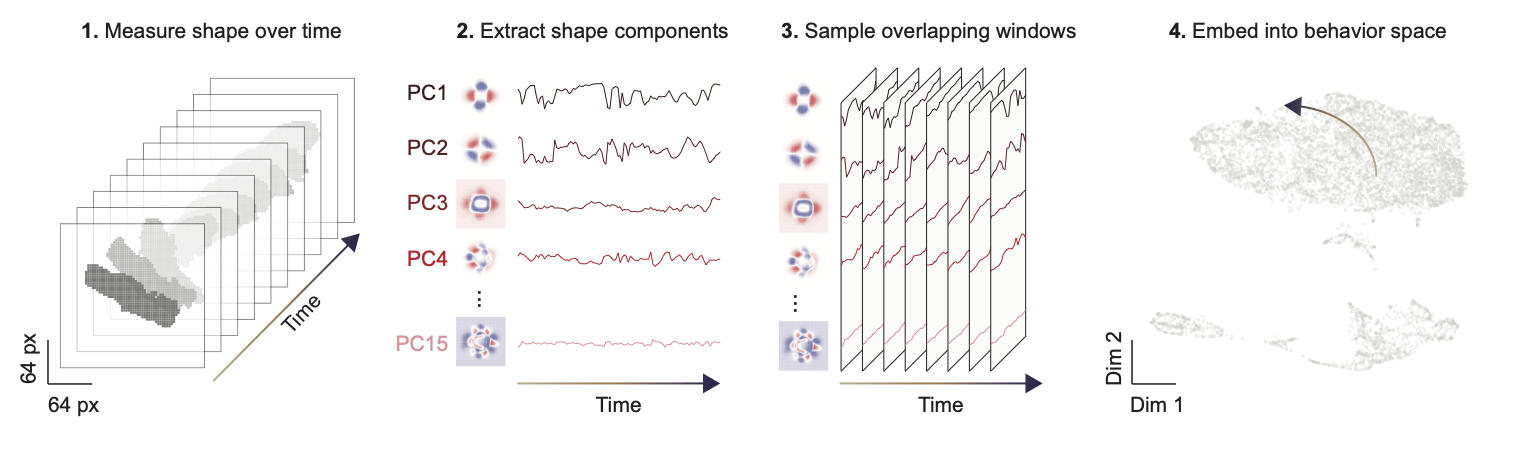 1. Measure shape over time
2. Extract shape components
3. Sample overlapping windows
4. Embed into behavior space
64 px
64 px
Time
PC1
PC2
PC3
PC4
⋮
PC15
Time
⋮
Time
Dim 2
Dim 1